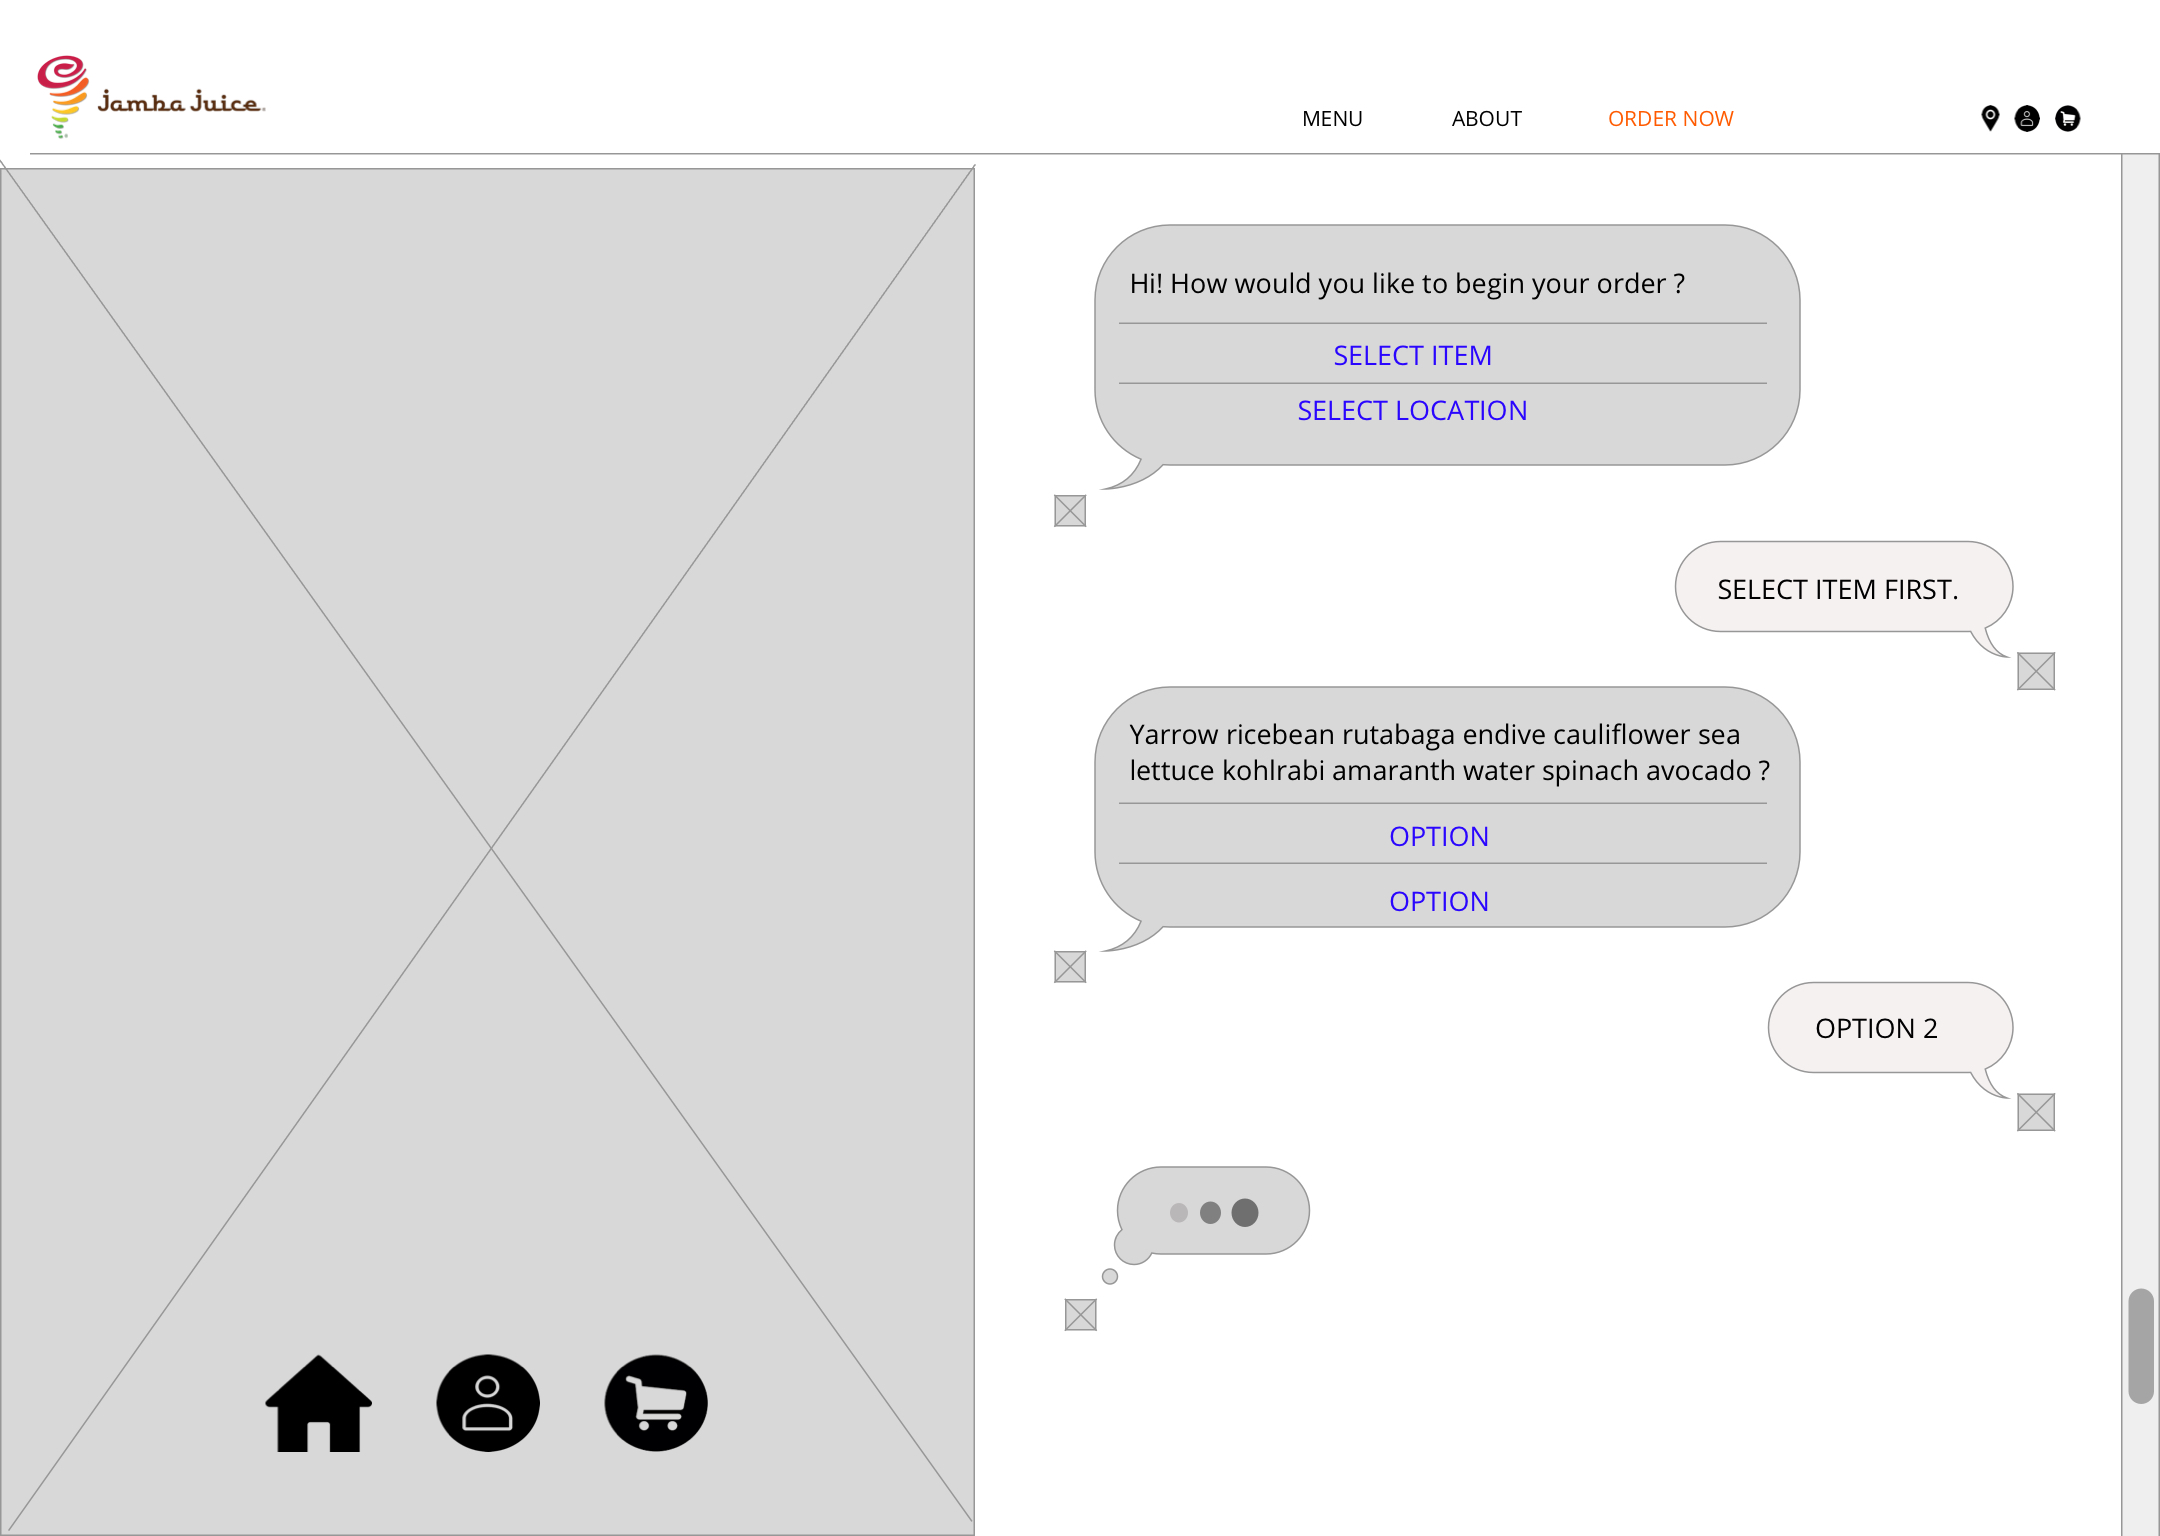 jamba juice.
MENU ABOUT ORDER NOW
Hi! How would you like to begin your order ?
SELECT ITEM
SELECT LOCATION
SELECT ITEM FIRST.
Yarrow ricebean rutabaga endive cauliflower sea
lettuce kohlrabi amaranth water spinach avocado ?
OPTION
OPTION
OPTION 2